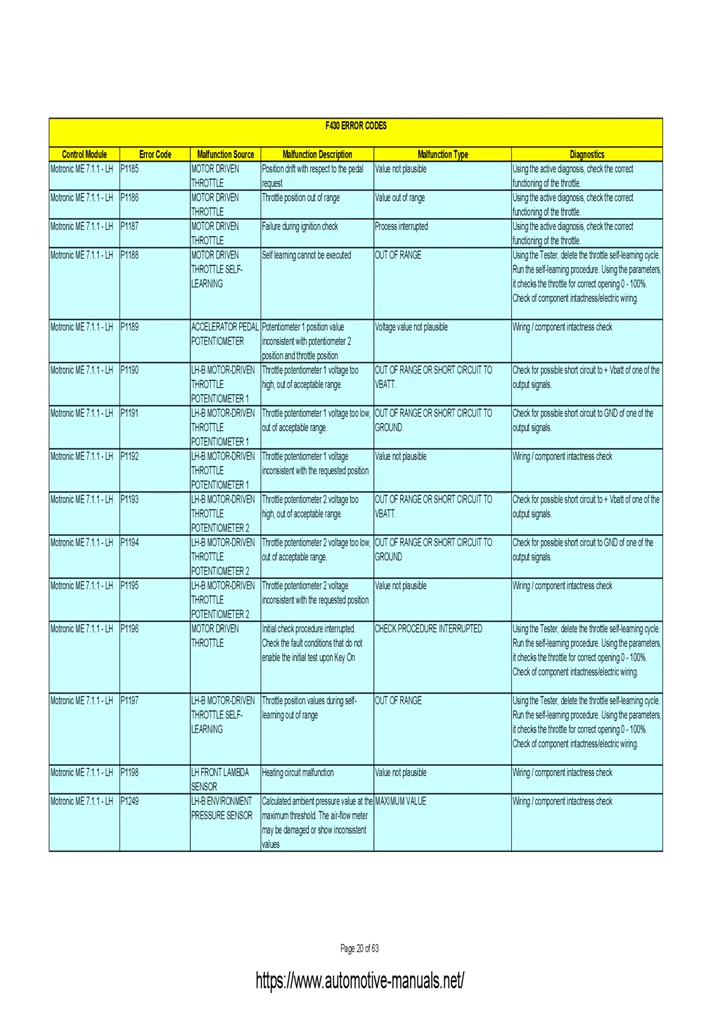 F430 ERROR CODES
Control Module Error Code Malfunction Source Malfunction Description Malfunction Type Diagnostics
Motronic ME 7.1.1 - LH P1185 MOTOR DRIVEN Position drift with respect to the pedal Value not plausible Using the active diagnosis, check the correct
THROTTLE request functioning of the throttle.
Motronic ME 7.1.1 - LH P1186 MOTOR DRIVEN Throttle position out of range Value out of range Using the active diagnosis, check the correct
THROTTLE functioning of the throttle.
Motronic ME 7.1.1 - LH P1187 MOTOR DRIVEN Failure during ignition check Process interrupted Using the active diagnosis, check the correct
THROTTLE functioning of the throttle.
Motronic ME 7.1.1 - LH P1188 MOTOR DRIVEN Self learning cannot be executed OUT OF RANGE Using the Tester, delete the throttle self-learning cycle.
THROTTLE SELF- Run the self-learning procedure. Using the parameters,
LEARNING it checks the throttle for correct opening 0 - 100%.
Check of component intactness/electric wiring.
Motronic ME 7.1.1 - LH P1189 ACCELERATOR PEDAL Potentiometer 1 position value Voltage value not plausible Wiring / component intactness check
POTENTIOMETER inconsistent with potentiometer 2
position and throttle position
Motronic ME 7.1.1 - LH P1190 LH-B MOTOR-DRIVEN Throttle potentiometer 1 voltage too OUT OF RANGE OR SHORT CIRCUIT TO Check for possible short circuit to + Vbatt of one of the
THROTTLE high, out of acceptable range. VBATT. output signals.
POTENTIOMETER 1
Motronic ME 7.1.1 - LH P1191 LH-B MOTOR-DRIVEN Throttle potentiometer 1 voltage too low, OUT OF RANGE OR SHORT CIRCUIT TO Check for possible short circuit to GND of one of the
THROTTLE out of acceptable range. GROUND output signals.
POTENTIOMETER 1
Motronic ME 7.1.1 - LH P1192 LH-B MOTOR-DRIVEN Throttle potentiometer 1 voltage Value not plausible Wiring / component intactness check
THROTTLE inconsistent with the requested position
POTENTIOMETER 1
Motronic ME 7.1.1 - LH P1193 LH-B MOTOR-DRIVEN Throttle potentiometer 2 voltage too OUT OF RANGE OR SHORT CIRCUIT TO Check for possible short circuit to + Vbatt of one of the
THROTTLE high, out of acceptable range. VBATT. output signals.
POTENTIOMETER 2
Motronic ME 7.1.1 - LH P1194 LH-B MOTOR-DRIVEN Throttle potentiometer 2 voltage too low, OUT OF RANGE OR SHORT CIRCUIT TO Check for possible short circuit to GND of one of the
THROTTLE out of acceptable range. GROUND output signals.
POTENTIOMETER 2
Motronic ME 7.1.1 - LH P1195 LH-B MOTOR-DRIVEN Throttle potentiometer 2 voltage Value not plausible Wiring / component intactness check
THROTTLE inconsistent with the requested position
POTENTIOMETER 2
Motronic ME 7.1.1 - LH P1196 MOTOR DRIVEN Initial check procedure interrupted. CHECK PROCEDURE INTERRUPTED Using the Tester, delete the throttle self-learning cycle.
THROTTLE Check the fault conditions that do not Run the self-learning procedure. Using the parameters,
enable the initial test upon Key On it checks the throttle for correct opening 0 - 100%.
Check of component intactness/electric wiring.
Motronic ME 7.1.1 - LH P1197 LH-B MOTOR-DRIVEN Throttle position values during self- OUT OF RANGE Using the Tester, delete the throttle self-learning cycle.
THROTTLE SELF- learning out of range Run the self-learning procedure. Using the parameters,
LEARNING it checks the throttle for correct opening 0 - 100%.
Check of component intactness/electric wiring.
Motronic ME 7.1.1 - LH P1198 LH FRONT LAMBDA Heating circuit malfunction Value not plausible Wiring / component intactness check
SENSOR
Motronic ME 7.1.1 - LH P1249 LH-B ENVIRONMENT Calculated ambient pressure value at the MAXIMUM VALUE Wiring / component intactness check
PRESSURE SENSOR maximum threshold. The air-flow meter
may be damaged or show inconsistent
values
Page 20 of 63
https://www.automotive-manuals.net/